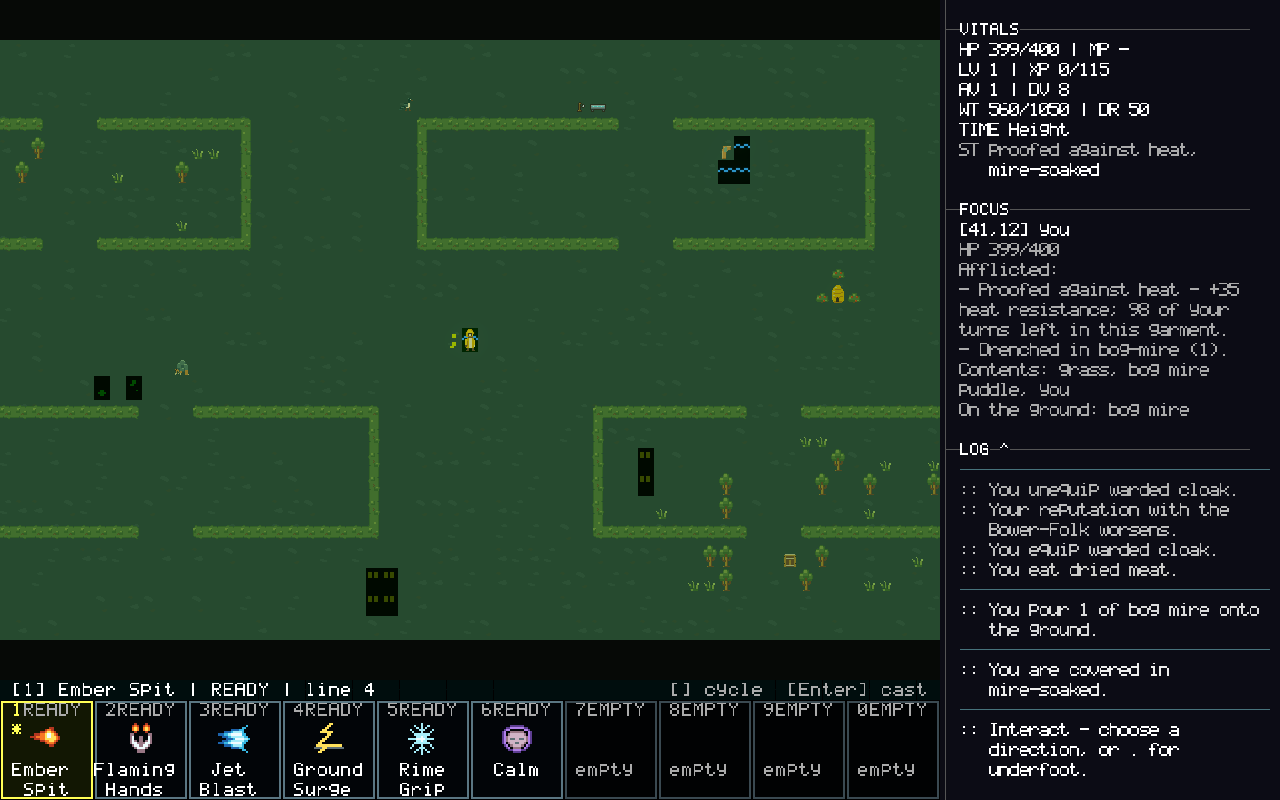 VITALS
HP 399/400 | MP -
LV 1 | XP 0/115
AV 1 | DV 8
WT 560/1050 | DR 50
TIME Height
ST Proofed against heat,
mire-soaked
FOCUS
[41,12] You
HP 399/400
Afflicted:
- Proofed against heat - +35
heat resistance; 98 of your
turns left in this garment.
- Drenched in bog-mire (1).
Contents: grass, bog mire
puddle, you
On the ground: bog mire
LOG ^
:: You unequip warded cloak.
:: Your reputation with the
Bower-Folk worsens.
:: You equip warded cloak.
:: You eat dried meat.
:: You pour 1 of bog mire onto
the ground.
:: You are covered in
mire-soaked.
:: Interact - choose a
direction, or . for
underfoot.
[1] Ember Spit | READY | line 4
[] cycle [Enter] cast
1READY 2READY 3READY 4READY 5READY 6READY 7EMPTY 8EMPTY 9EMPTY 0EMPTY
*
Ember Flaming Jet Ground Rime Calm empty empty empty empty
Spit Hands Blast Surge Grip